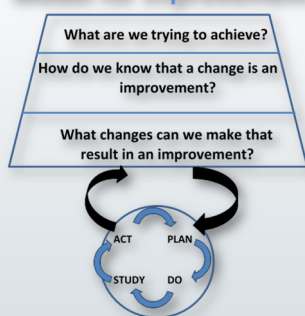 What are we trying to achieve?
How do we know that a change is an
improvement?
What changes can we make that
result in an improvement?
ACT PLAN
STUDY DO